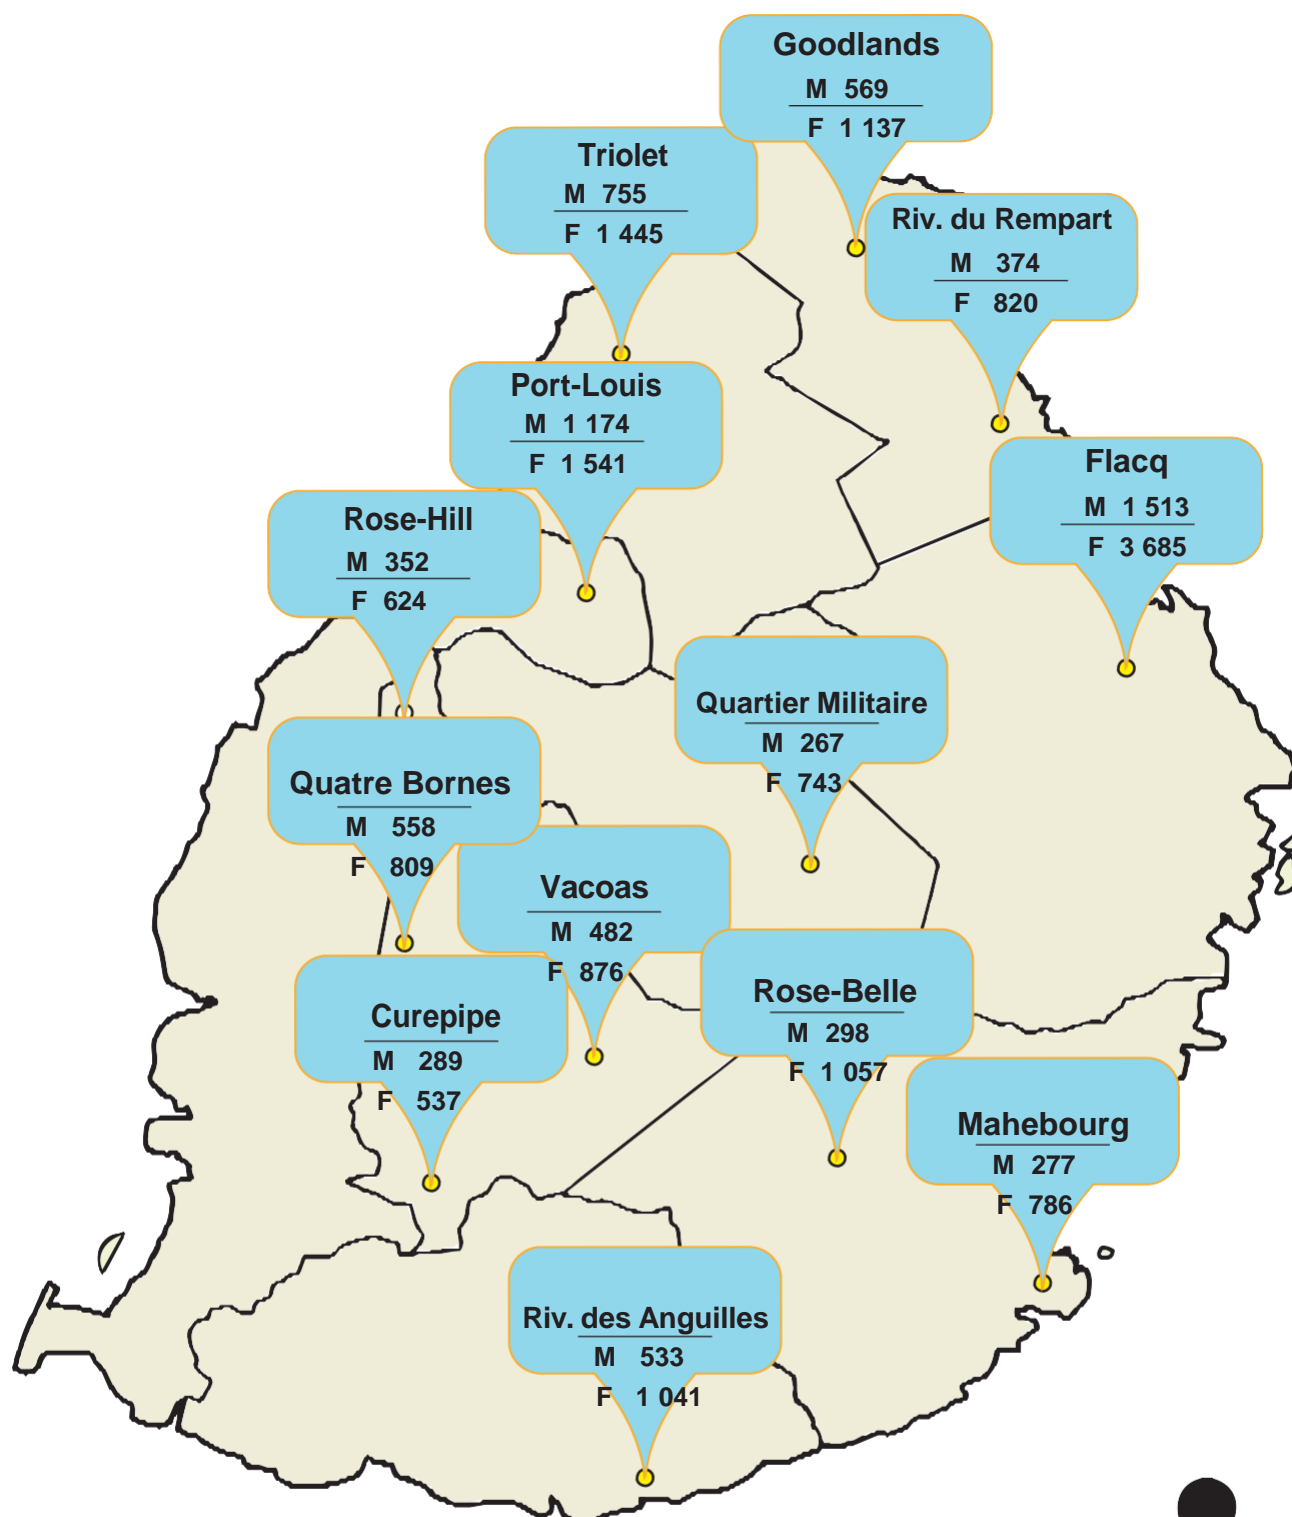 Goodlands
M 569
F 1 137
Triolet
M 755
F 1 445
Riv. du Rempart
M 374
F 820
Port-Louis
M 1 174
F 1 541
Flacq
M 1 513
F 3 685
Rose-Hill
M 352
F 624
Quartier Militaire
M 267
F 743
Quatre Bornes
M 558
F 809
Vacoas
M 482
F 876
Rose-Belle
M 298
F 1 057
Curepipe
M 289
F 537
Mahebourg
M 277
F 786
Riv. des Anguilles
M 533
F 1 041